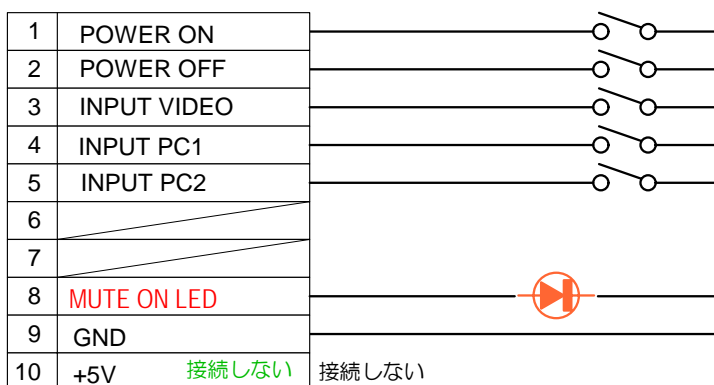 1 POWER ON
2 POWER OFF
3 INPUT VIDEO
4 INPUT PC1
5 INPUT PC2
6
7
8 MUTE ON LED
9 GND
10 +5V 接続しない 接続しない